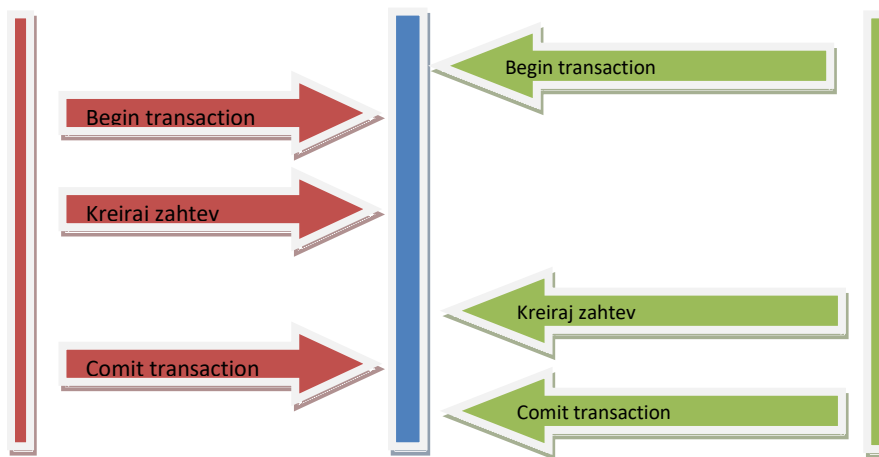 Begin transaction
Begin transaction
Kreiraj zahtev
Kreiraj zahtev
Comit transaction
Comit transaction